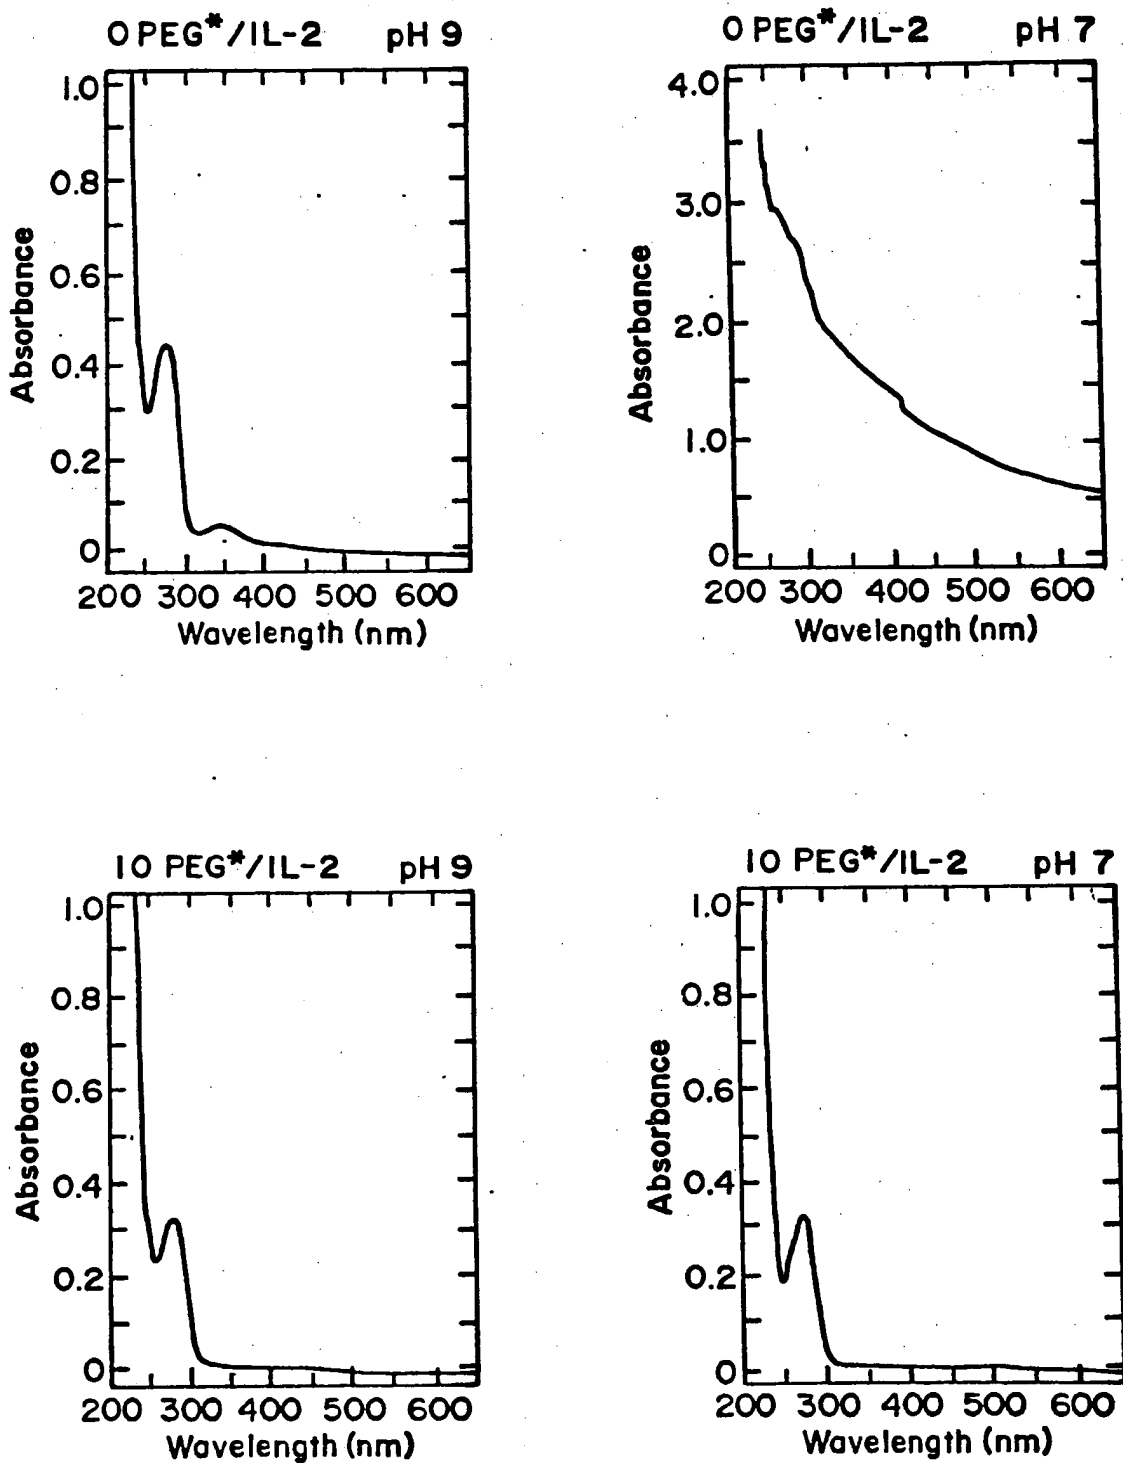 0 PEG*/IL-2 pH 9
1.0
0.8
0.6
0.4
0.2
0
Absorbance
200 300 400 500 600
Wavelength (nm)
0 PEG*/IL-2 pH 7
4.0
3.0
2.0
1.0
0
Absorbance
200 300 400 500 600
Wavelength (nm)
10 PEG*/IL-2 pH 9
1.0
0.8
0.6
0.4
0.2
0
Absorbance
200 300 400 500 600
Wavelength (nm)
10 PEG*/IL-2 pH 7
1.0
0.8
0.6
0.4
0.2
0
Absorbance
200 300 400 500 600
Wavelength (nm)